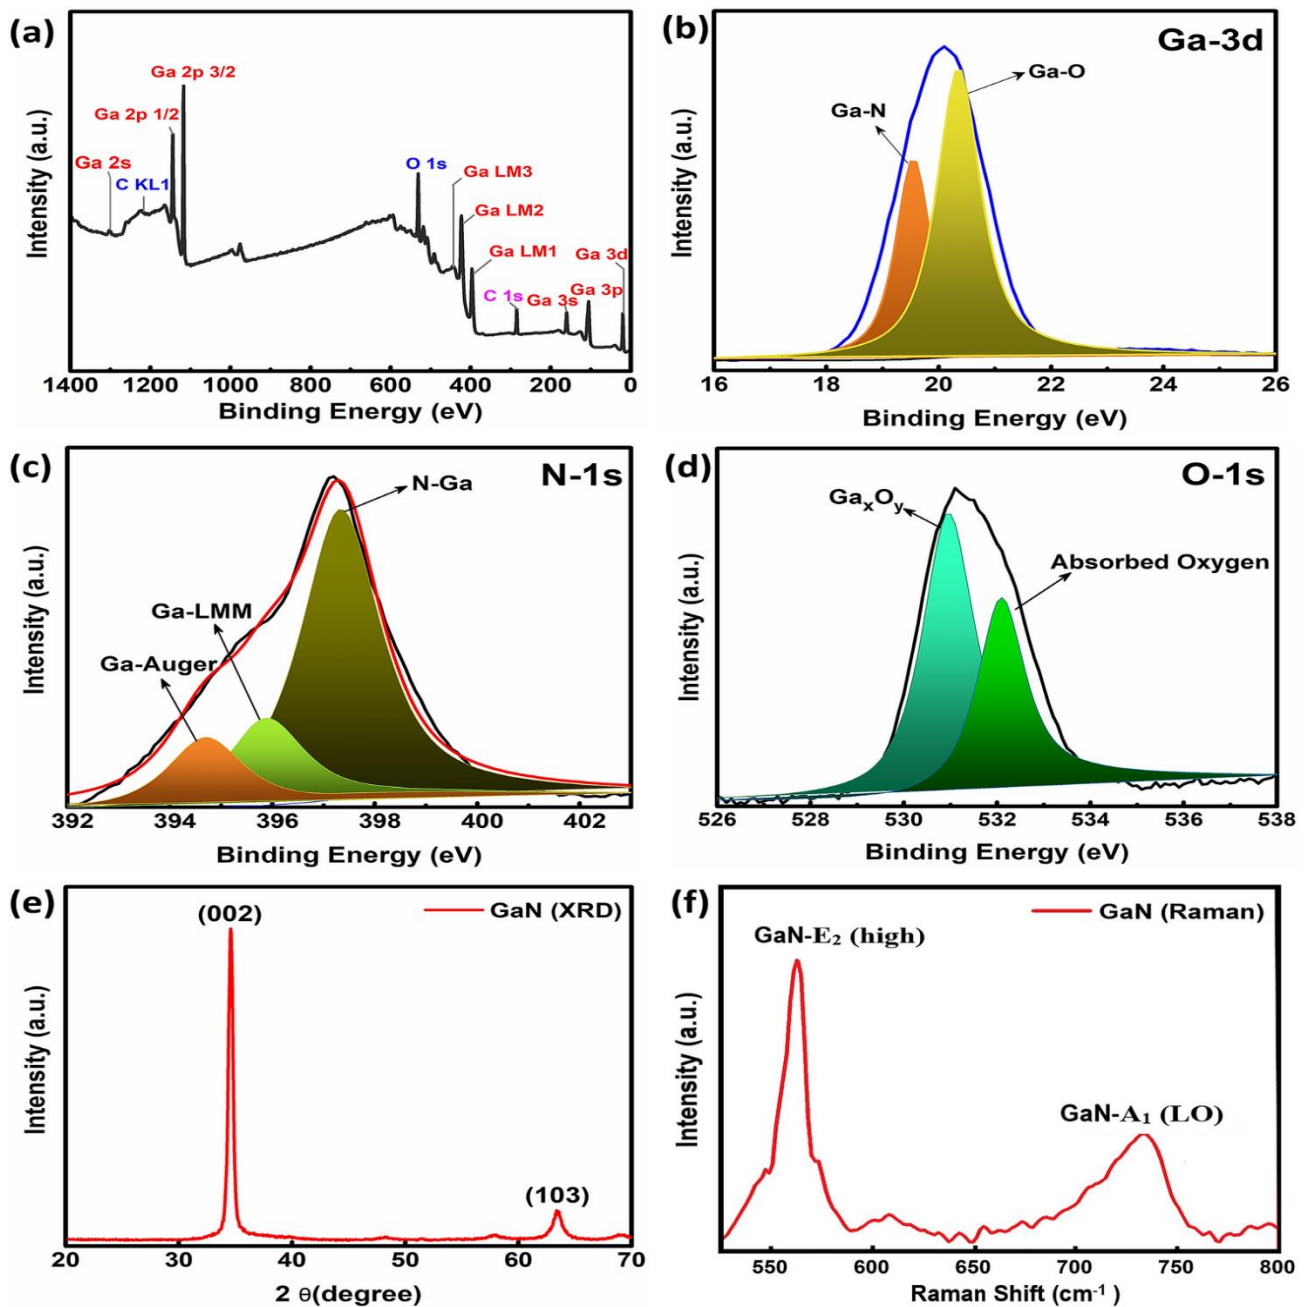 (a)
Ga 2p 3/2
Ga 2p 1/2
Ga 2s
C KL1
O 1s
Ga LM3
Ga LM2
Ga LM1
C 1s
Ga 3s
Ga 3p
Ga 3d
Intensity (a.u.)
1400 1200 1000 800 600 400 200 0
Binding Energy (eV)
(b)
Ga-3d
Ga-O
Ga-N
Intensity (a.u.)
16 18 20 22 24 26
Binding Energy (eV)
(c)
N-1s
N-Ga
Ga-LMM
Ga-Auger
Intensity (a.u.)
392 394 396 398 400 402
Binding Energy (eV)
(d)
O-1s
GaxOy
Absorbed Oxygen
Intensity (a.u.)
526 528 530 532 534 536 538
Binding Energy (eV)
(e)
GaN (XRD)
(002)
(103)
Intensity (a.u.)
20 30 40 50 60 70
2 θ(degree)
(f)
GaN (Raman)
GaN-E₂ (high)
GaN-A₁ (LO)
Intensity (a.u.)
550 600 650 700 750 800
Raman Shift (cm⁻¹)